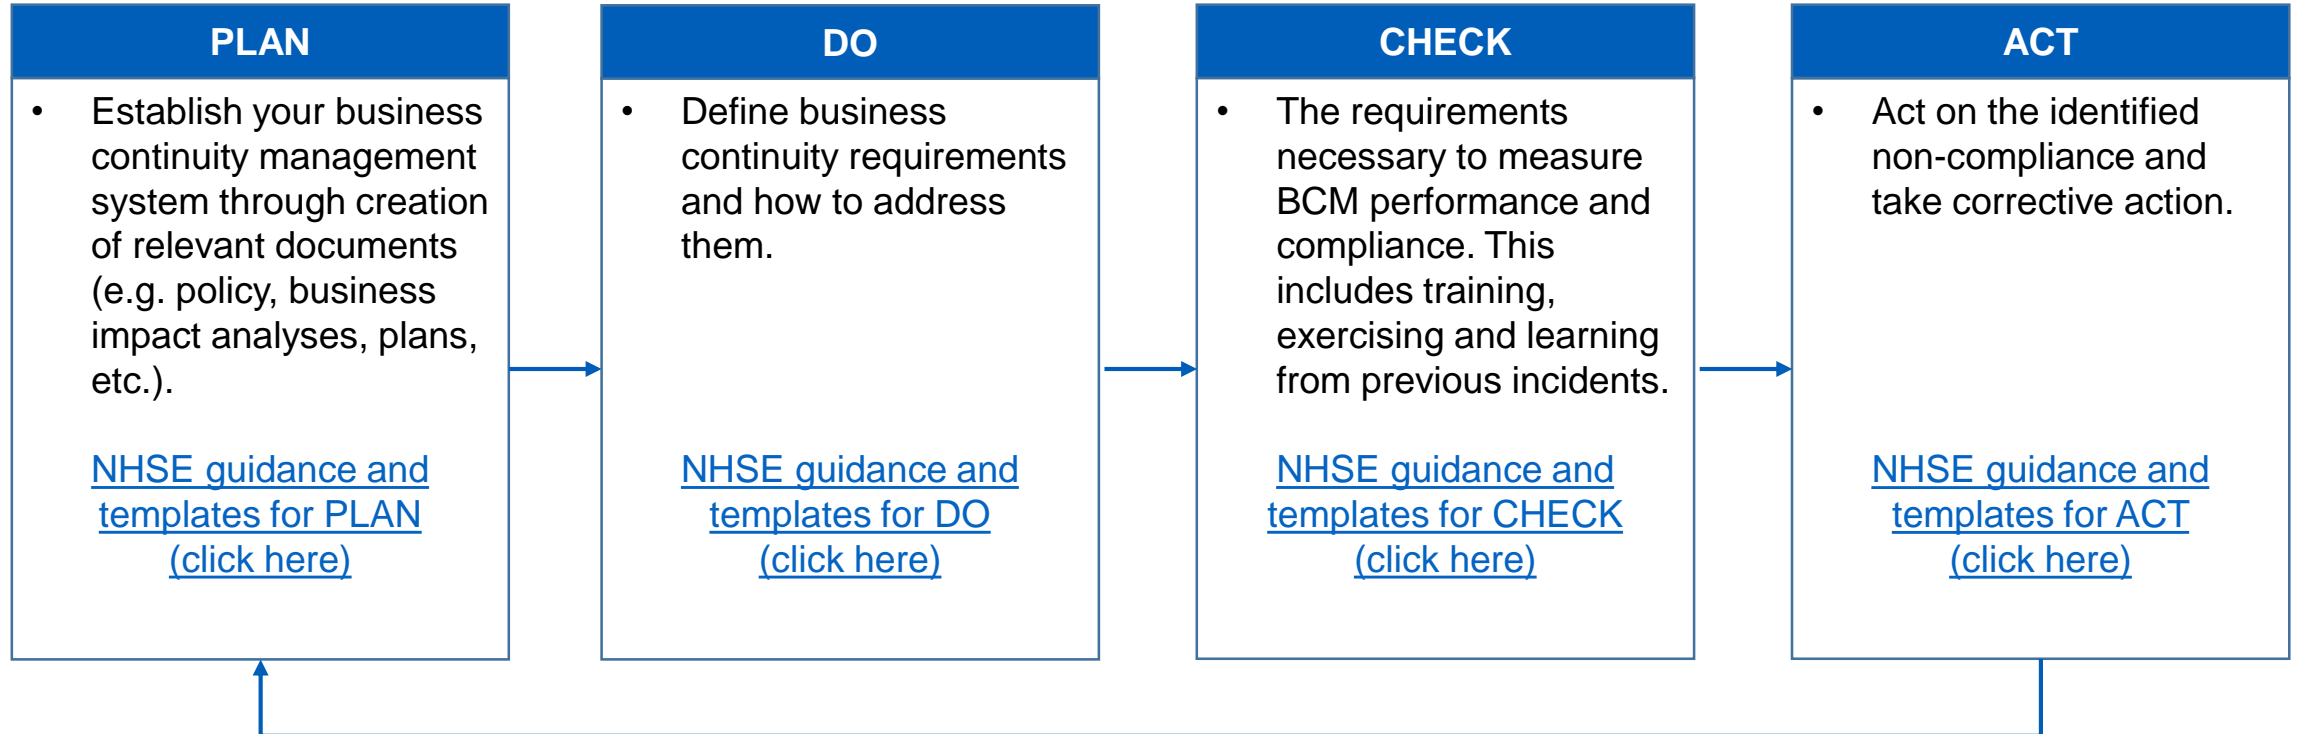 PLAN
• Establish your business
continuity management
system through creation
of relevant documents
(e.g. policy, business
impact analyses, plans,
etc.).
NHSE guidance and
templates for PLAN
(click here)
DO
• Define business
continuity requirements
and how to address
them.
NHSE guidance and
templates for DO
(click here)
CHECK
• The requirements
necessary to measure
BCM performance and
compliance. This
includes training,
exercising and learning
from previous incidents.
NHSE guidance and
templates for CHECK
(click here)
ACT
• Act on the identified
non-compliance and
take corrective action.
NHSE guidance and
templates for ACT
(click here)